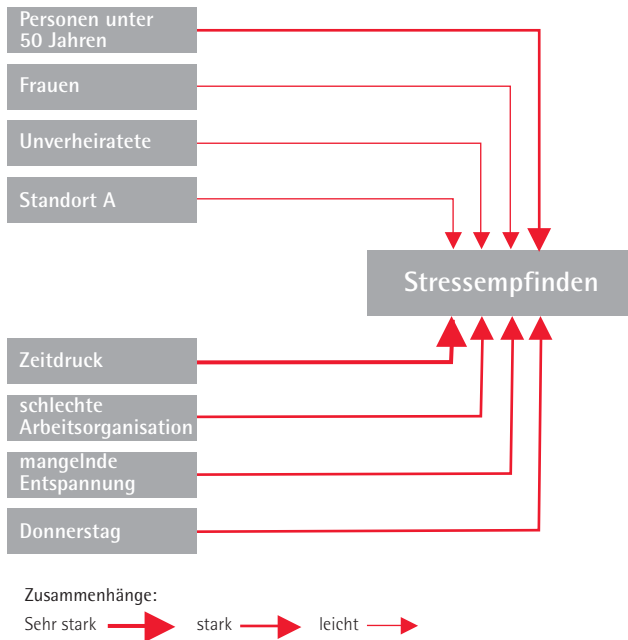 Personen unter
50 Jahren
Frauen
Unverheiratete
Standort A
Stressempfinden
Zeitdruck
schlechte
Arbeitsorganisation
mangelnde
Entspannung
Donnerstag
Zusammenhänge:
Sehr stark stark leicht